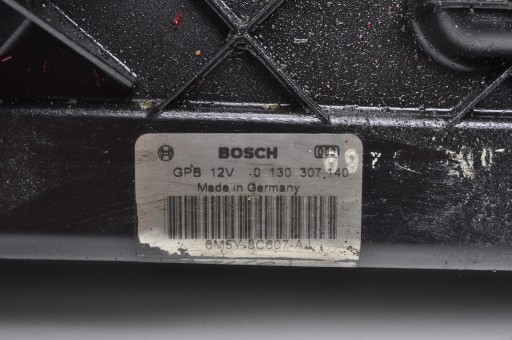 BOSCH
GPB 12V 0 130 307 140
Made in Germany
6M5Y-8C607-A